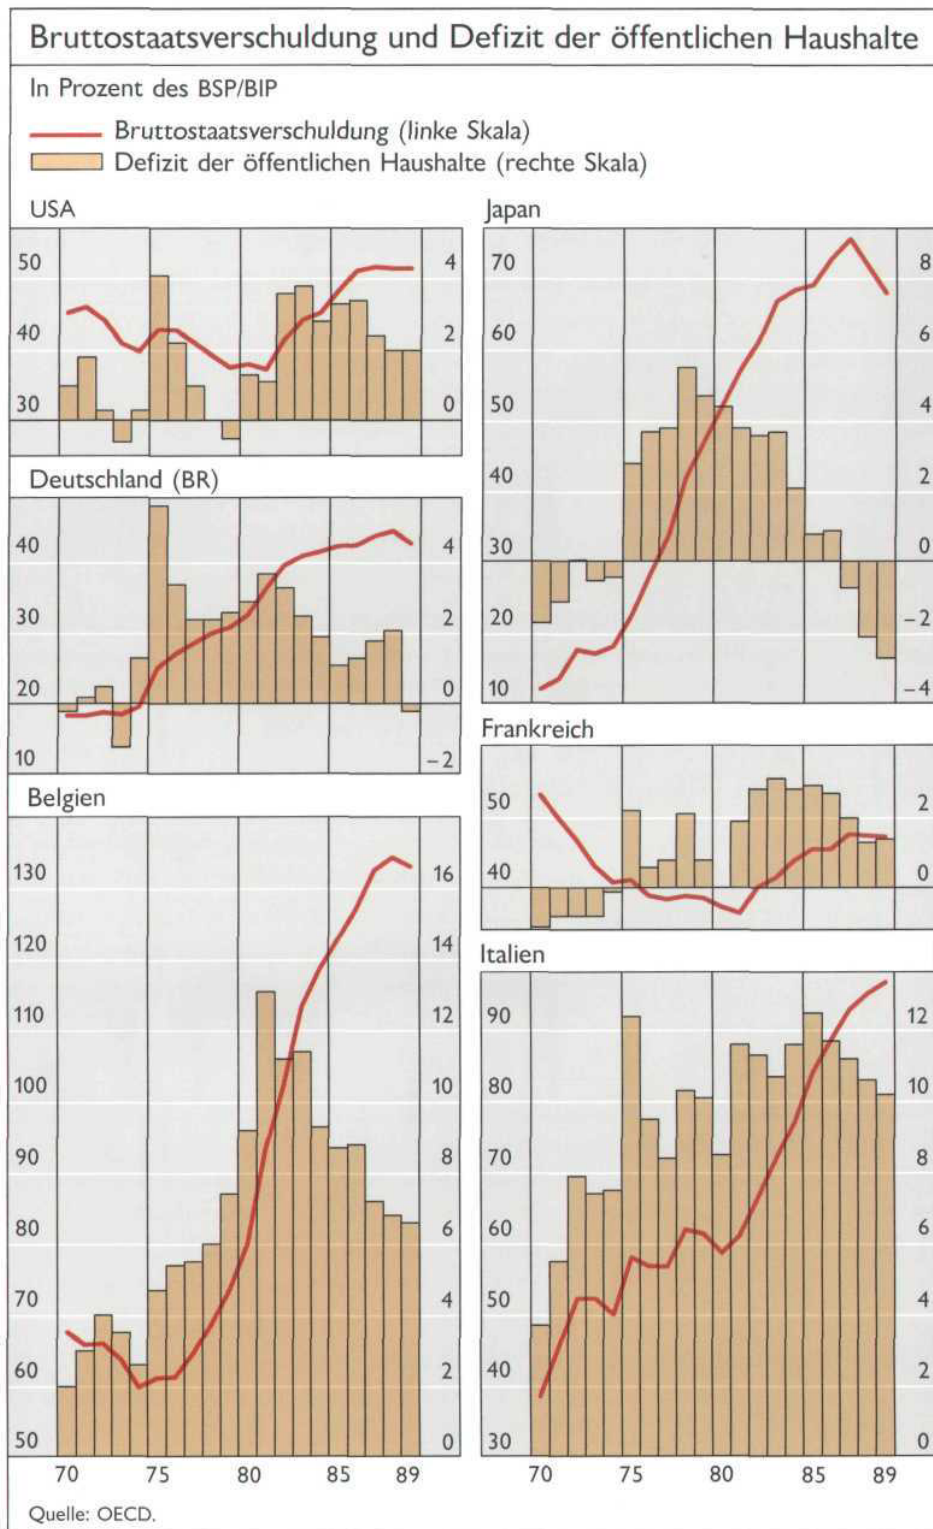 Bruttostaatsverschuldung und Defizit der öffentlichen Haushalte
In Prozent des BSP/BIP
Bruttostaatsverschuldung (linke Skala)
Defizit der öffentlichen Haushalte (rechte Skala)
USA
50 4
40 2
30 0
Deutschland (BR)
40 4
30 2
20 0
10 −2
Belgien
130 16
120 14
110 12
100 10
90 8
80 6
70 4
60 2
50 0
70 75 80 85 89
Japan
70 8
60 6
50 4
40 2
30 0
20 −2
10 −4
Frankreich
50 2
40 0
Italien
90 12
80 10
70 8
60 6
50 4
40 2
30 0
70 75 80 85 89
Quelle: OECD.